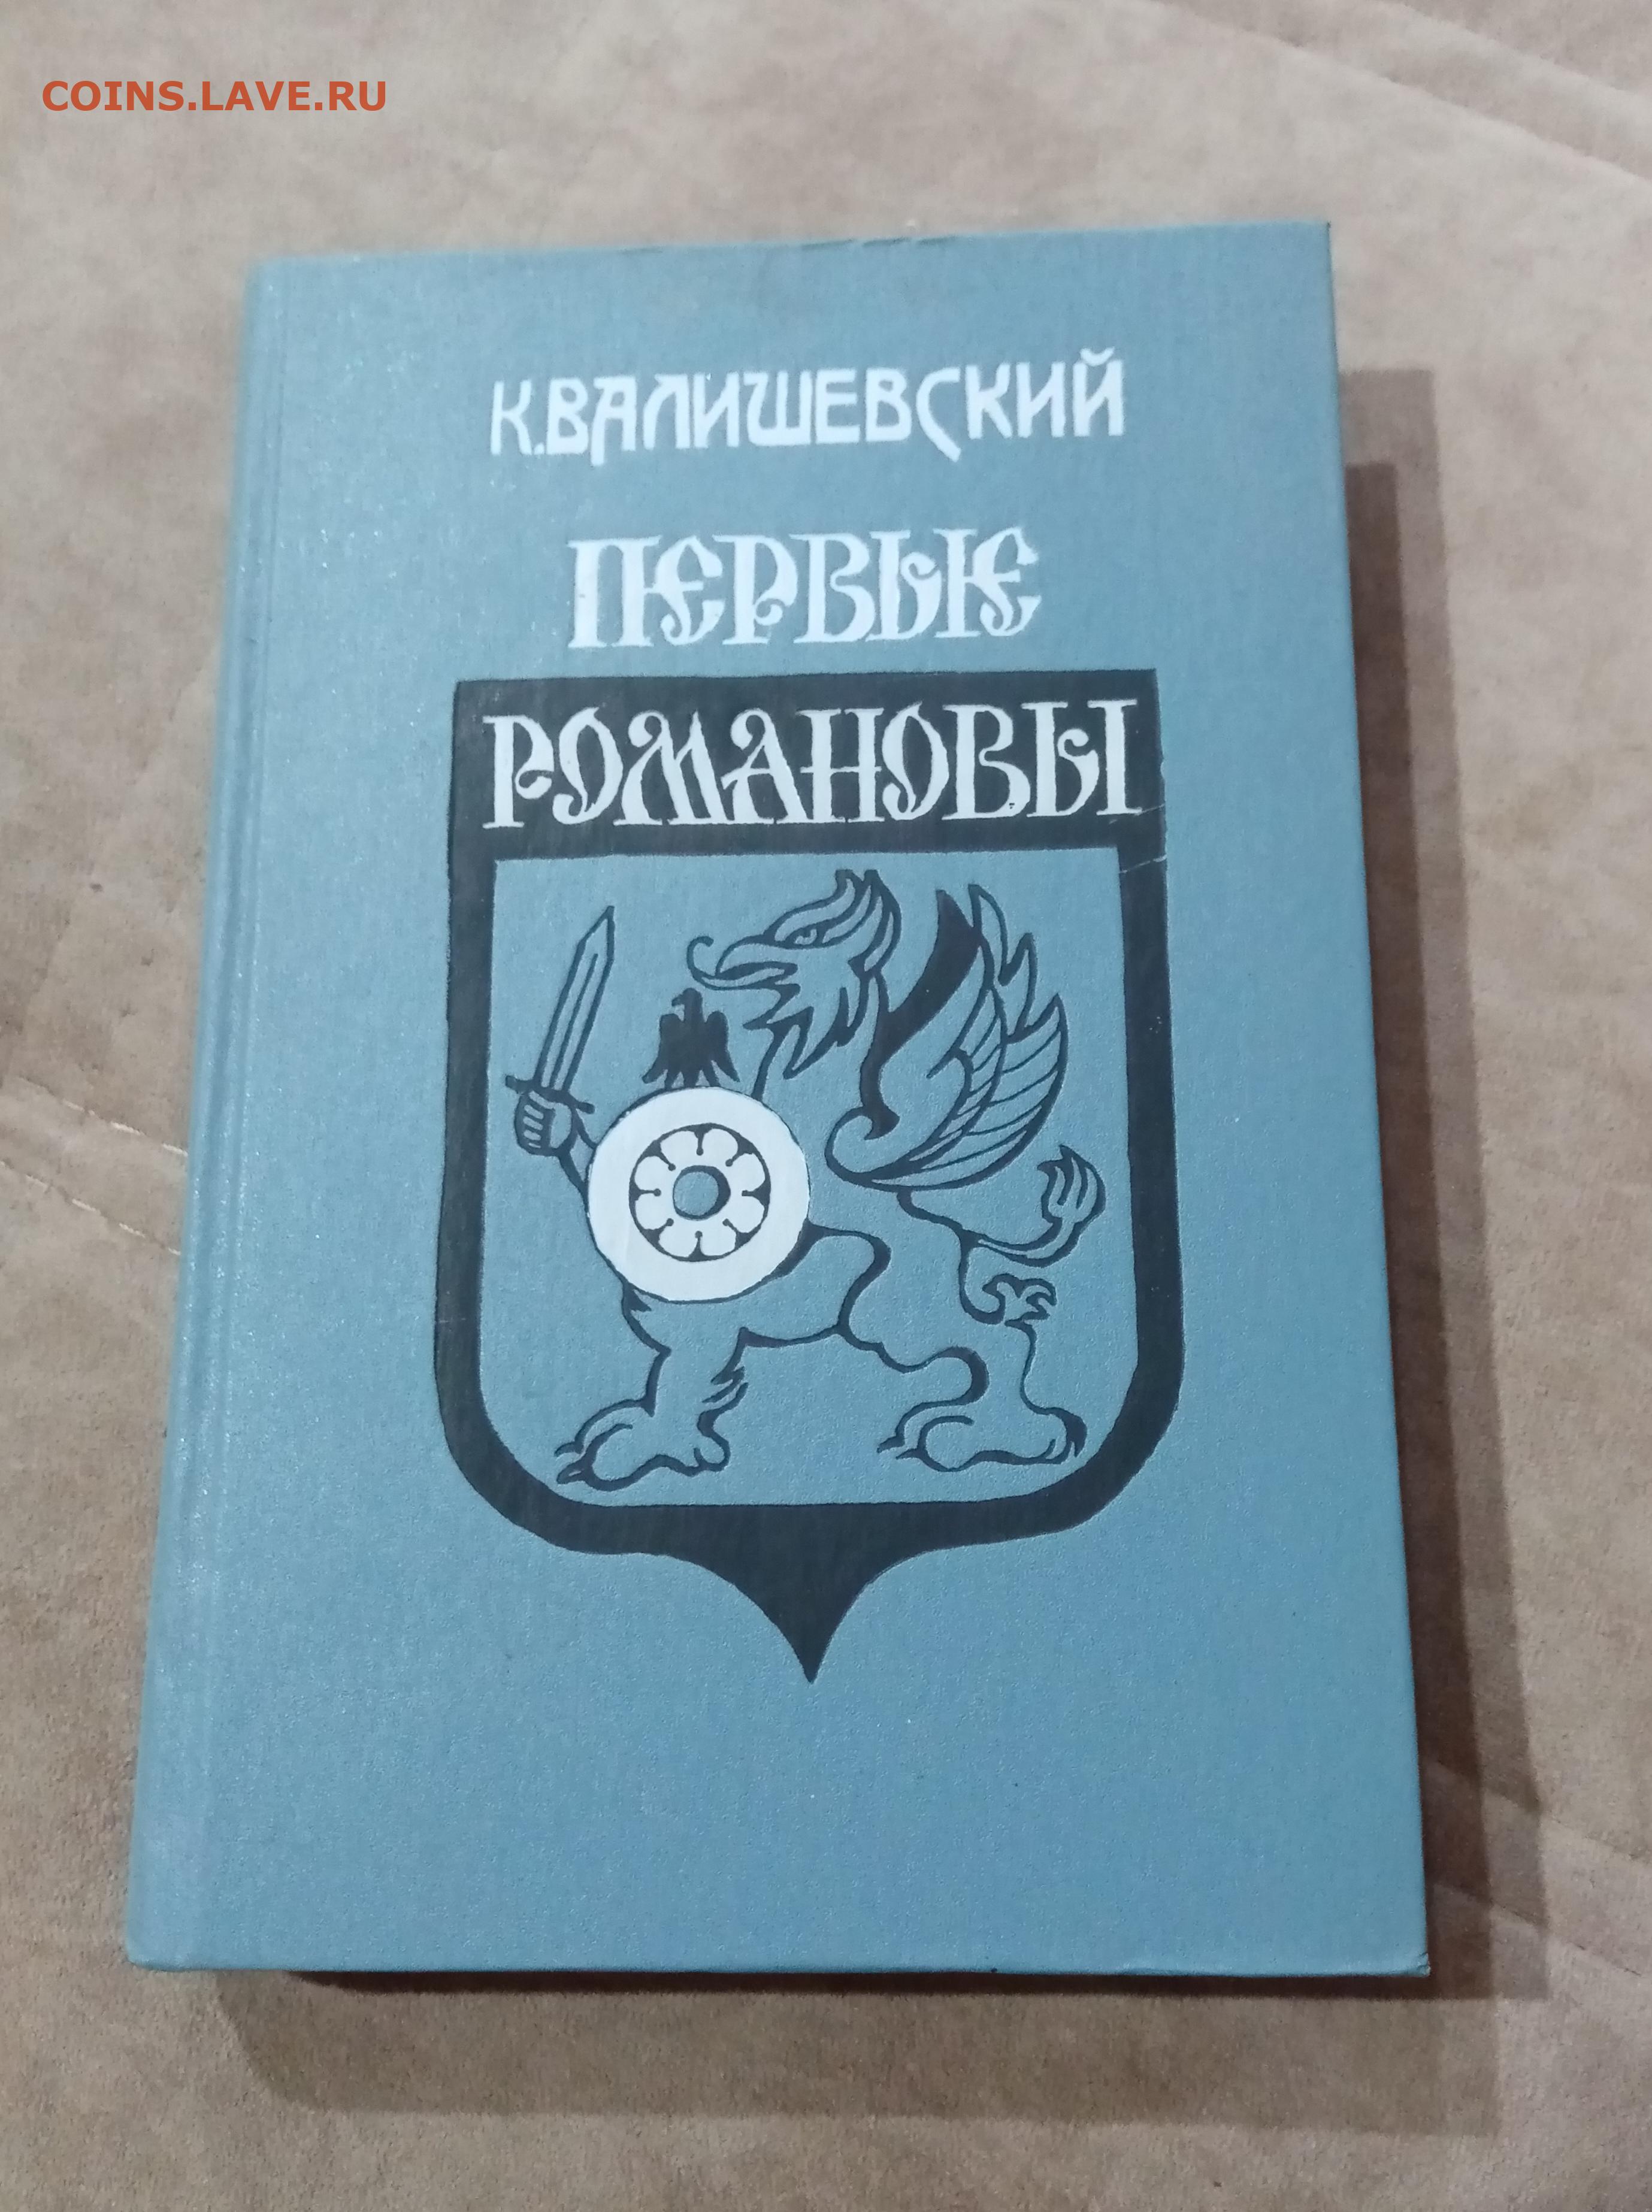 COINS.LAVE.RU
К.ВАЛИШЕВСКИЙ
ПЕРВЫЕ
РОМАНОВЫ